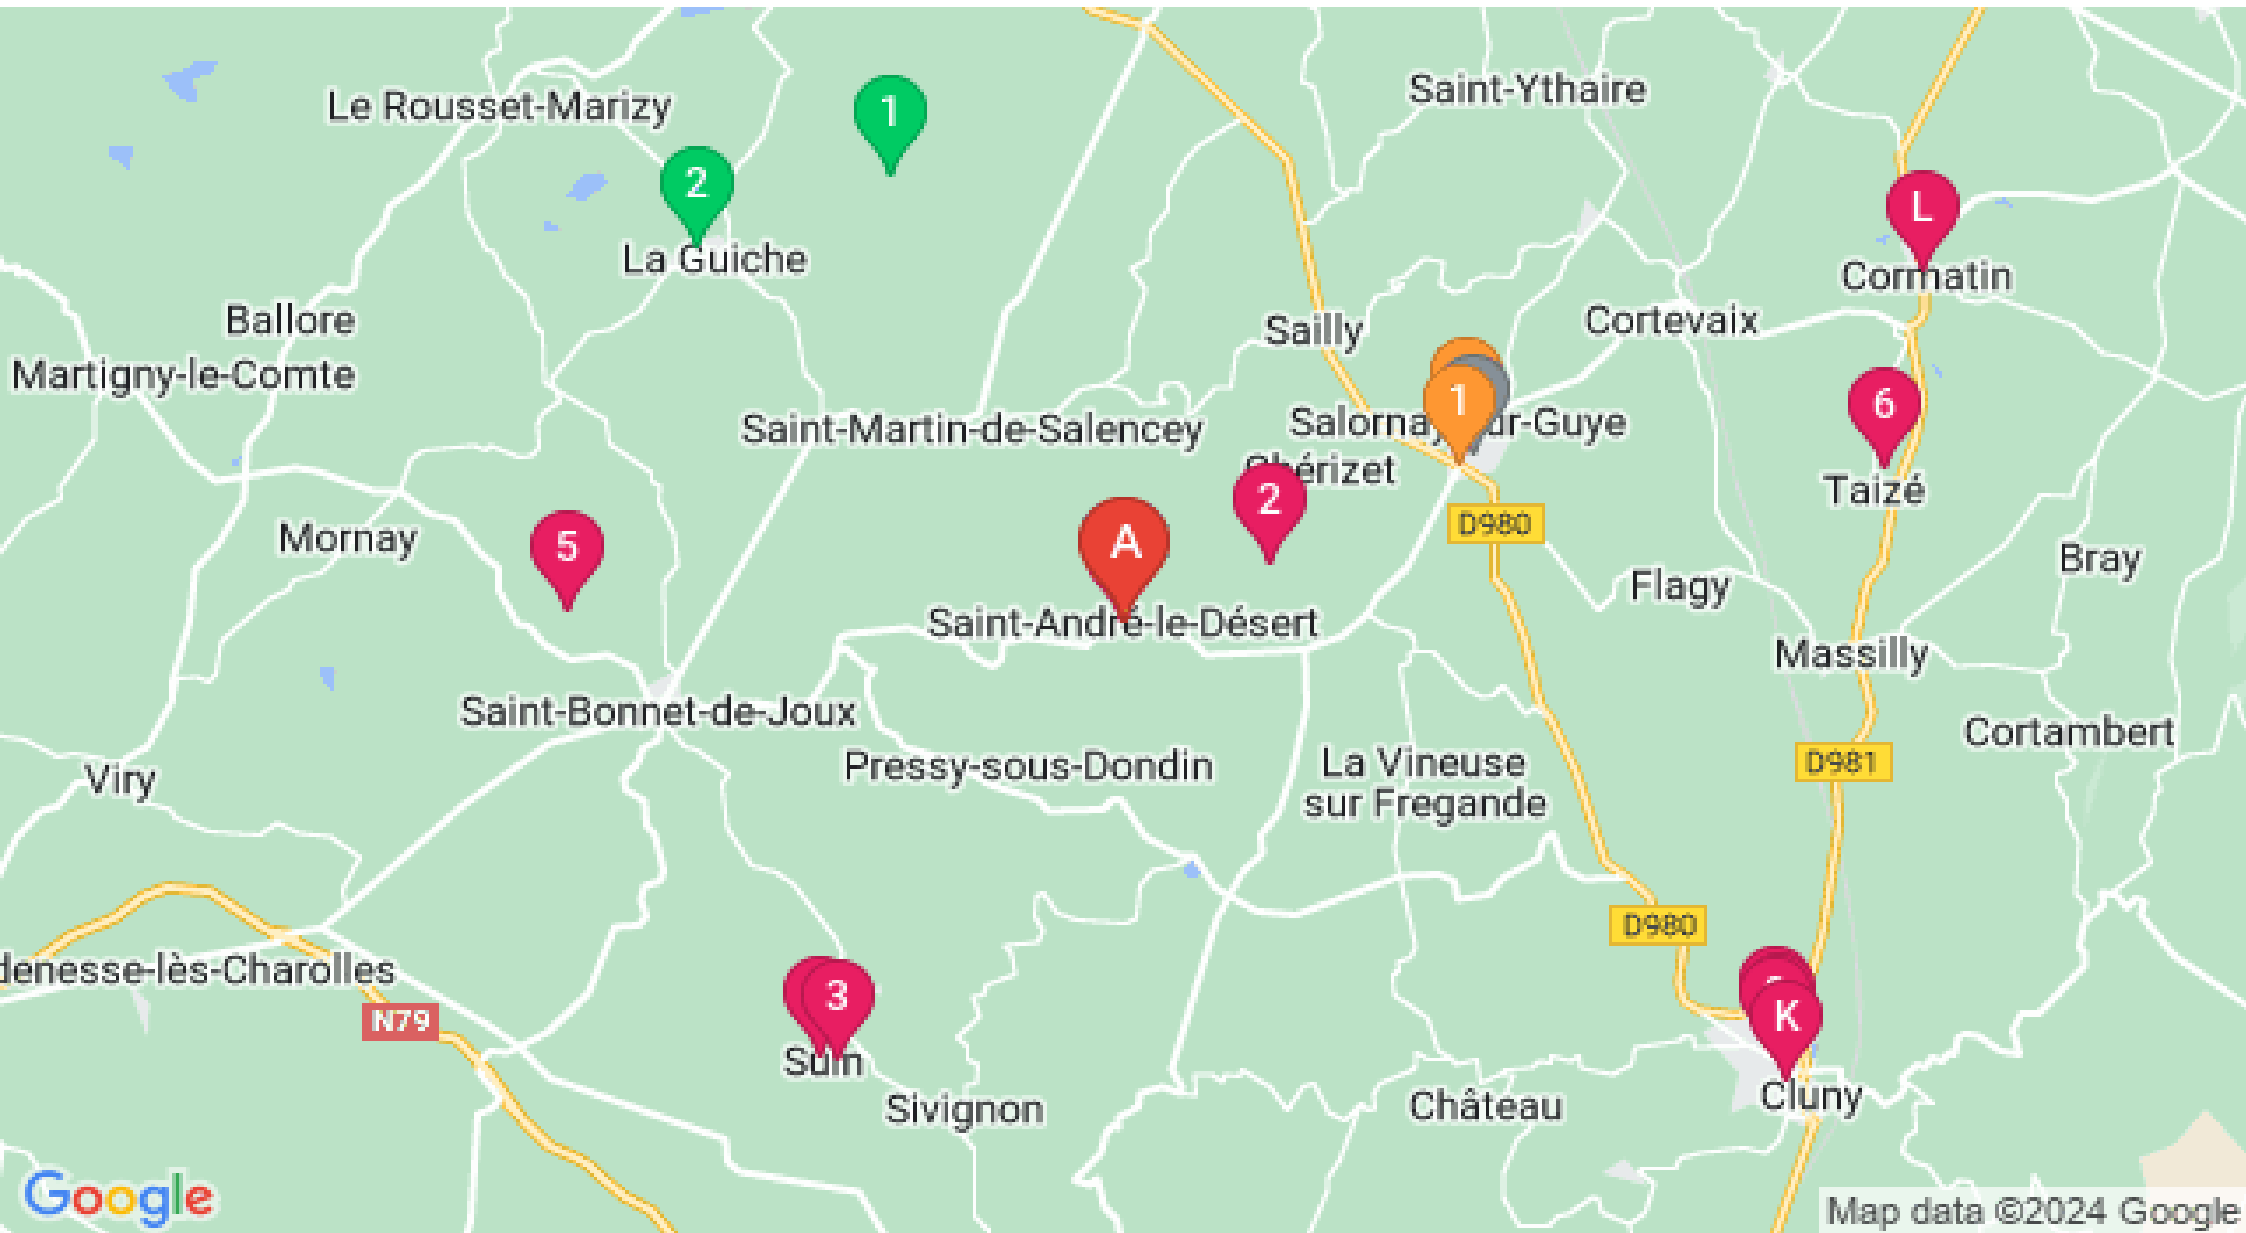 Saint-Ythaire
Le Rousset-Marizy
1
2
L
La Guiche
Cormatin
Ballore
Sailly
Cortevaix
Martigny-le-Comte
1
6
Saint-Martin-de-Salencey
Salornay-sur-Guye
Chérizet
Taizé
2
D980
Mornay
5
A
Bray
Flagy
Saint-André-le-Désert
Massilly
Saint-Bonnet-de-Joux
Cortambert
Pressy-sous-Dondin
La Vineuse
sur Fregande
D981
Viry
D980
denesse-lès-Charolles
3
K
N79
Suin
Cluny
Sivignon
Château
Google
Map data ©2024 Google